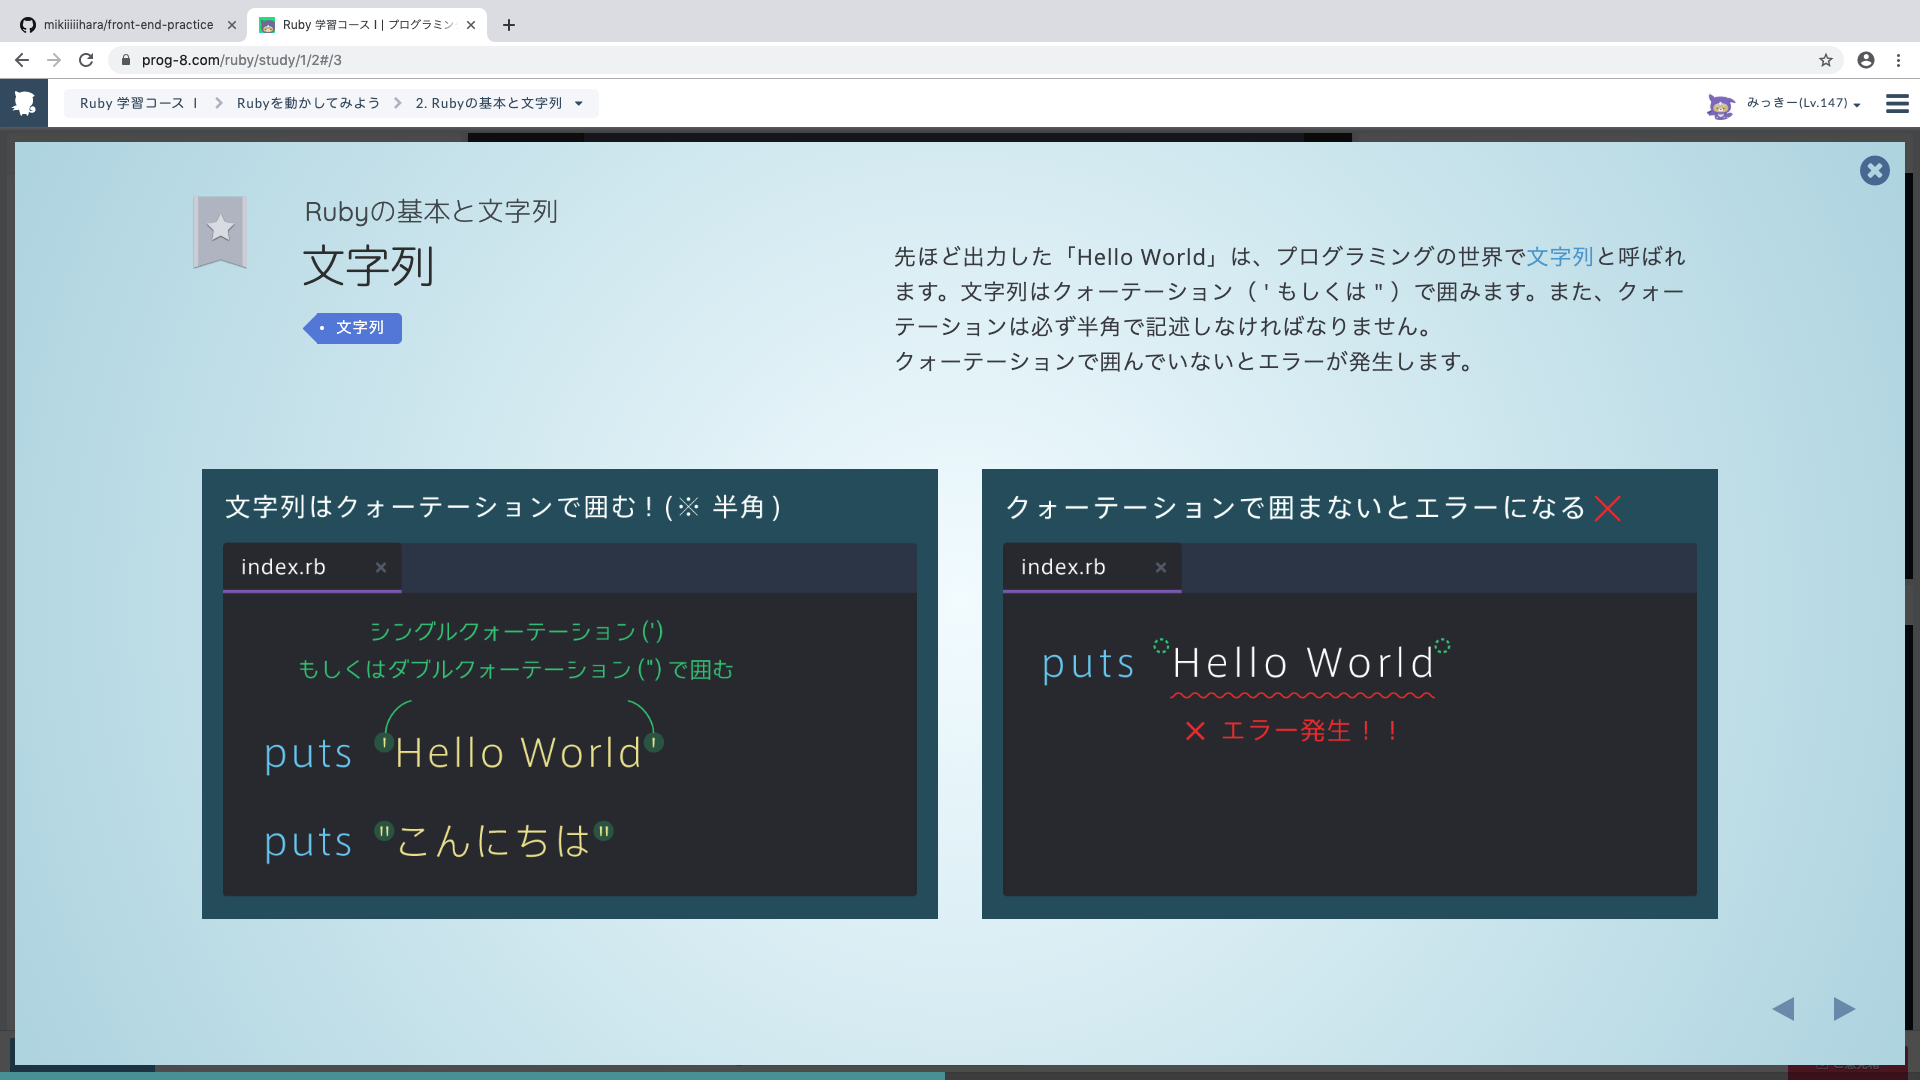 mikiiiiihara/front-end-practice
Ruby 学習コース I | プログラミン
prog-8.com/ruby/study/1/2#/3
Ruby 学習コース Ⅰ
Rubyを動かしてみよう
2. Rubyの基本と文字列
みっきー(Lv.147)
Rubyの基本と文字列
文字列
文字列
先ほど出力した「Hello World」は、プログラミングの世界で文字列と呼ばれ
ます。文字列はクォーテーション（ ' もしくは " ）で囲みます。また、クォー
テーションは必ず半角で記述しなければなりません。
クォーテーションで囲んでいないとエラーが発生します。
文字列はクォーテーションで囲む！(※ 半角)
index.rb
シングルクォーテーション (')
もしくはダブルクォーテーション (") で囲む
puts 'Hello World'
puts "こんにちは"
クォーテーションで囲まないとエラーになる
index.rb
puts Hello World
エラー発生！！